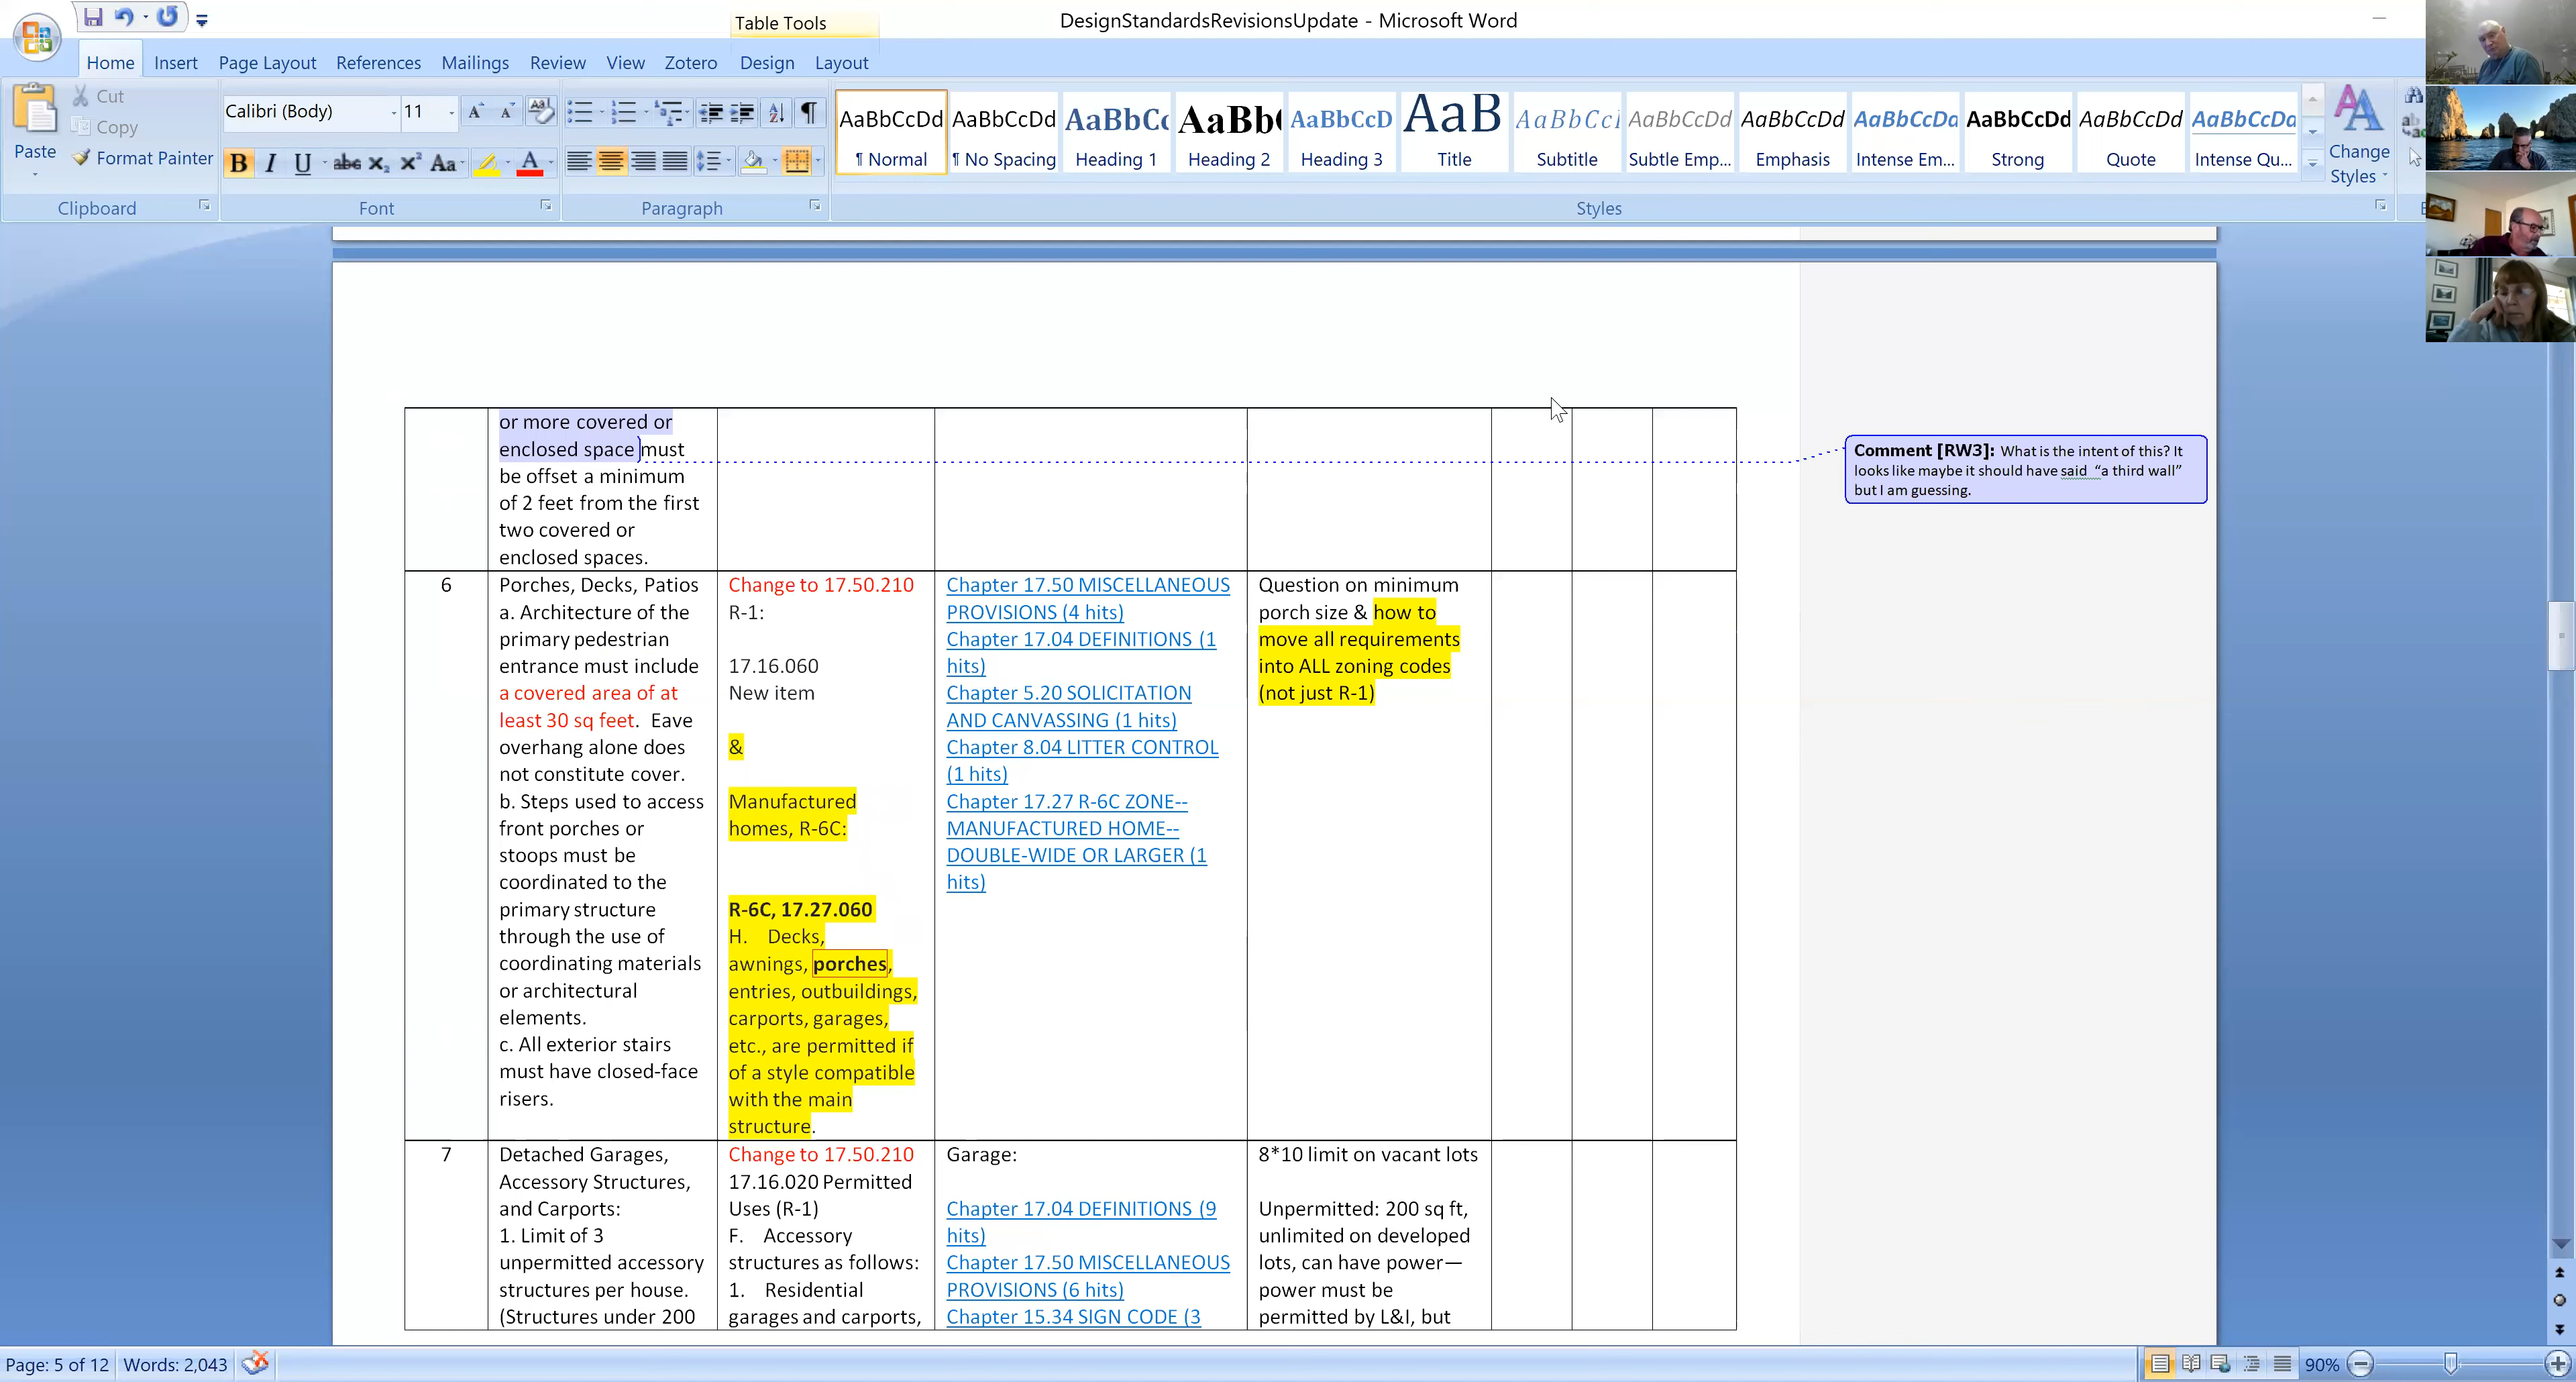 Table Tools
DesignStandardsRevisionsUpdate - Microsoft Word
Home Insert Page Layout References Mailings Review View Zotero Design Layout
Paste
Cut
Copy
Format Painter
Clipboard
Calibri (Body) 11
B I U abc x₂ x² Aa A
Font
Paragraph
AaBbCcDd AaBbCcDd AaBbCc AaBb( AaBbCcD AaB AaBbCcI AaBbCcDd AaBbCcDd AaBbCcDd AaBbCcDd AaBbCcDd AaBbCcDd
¶ Normal ¶ No Spacing Heading 1 Heading 2 Heading 3 Title Subtitle Subtle Emp... Emphasis Intense Em... Strong Quote Intense Qu...
Change
Styles
Styles
or more covered or
enclosed space must
be offset a minimum
of 2 feet from the first
two covered or
enclosed spaces.
Comment [RW3]: What is the intent of this? It
looks like maybe it should have said “a third wall”
but I am guessing.
6
Porches, Decks, Patios
a. Architecture of the
primary pedestrian
entrance must include
a covered area of at
least 30 sq feet. Eave
overhang alone does
not constitute cover.
b. Steps used to access
front porches or
stoops must be
coordinated to the
primary structure
through the use of
coordinating materials
or architectural
elements.
c. All exterior stairs
must have closed-face
risers.
Change to 17.50.210
R-1:
17.16.060
New item
&
Manufactured
homes, R-6C:
R-6C, 17.27.060
H. Decks,
awnings, porches,
entries, outbuildings,
carports, garages,
etc., are permitted if
of a style compatible
with the main
structure.
Chapter 17.50 MISCELLANEOUS
PROVISIONS (4 hits)
Chapter 17.04 DEFINITIONS (1
hits)
Chapter 5.20 SOLICITATION
AND CANVASSING (1 hits)
Chapter 8.04 LITTER CONTROL
(1 hits)
Chapter 17.27 R-6C ZONE--
MANUFACTURED HOME--
DOUBLE-WIDE OR LARGER (1
hits)
Question on minimum
porch size & how to
move all requirements
into ALL zoning codes
(not just R-1)
7
Detached Garages,
Accessory Structures,
and Carports:
1. Limit of 3
unpermitted accessory
structures per house.
(Structures under 200
Change to 17.50.210
17.16.020 Permitted
Uses (R-1)
F. Accessory
structures as follows:
1. Residential
garages and carports,
Garage:
Chapter 17.04 DEFINITIONS (9
hits)
Chapter 17.50 MISCELLANEOUS
PROVISIONS (6 hits)
Chapter 15.34 SIGN CODE (3
8*10 limit on vacant lots
Unpermitted: 200 sq ft,
unlimited on developed
lots, can have power—
power must be
permitted by L&I, but
Page: 5 of 12 Words: 2,043 90%